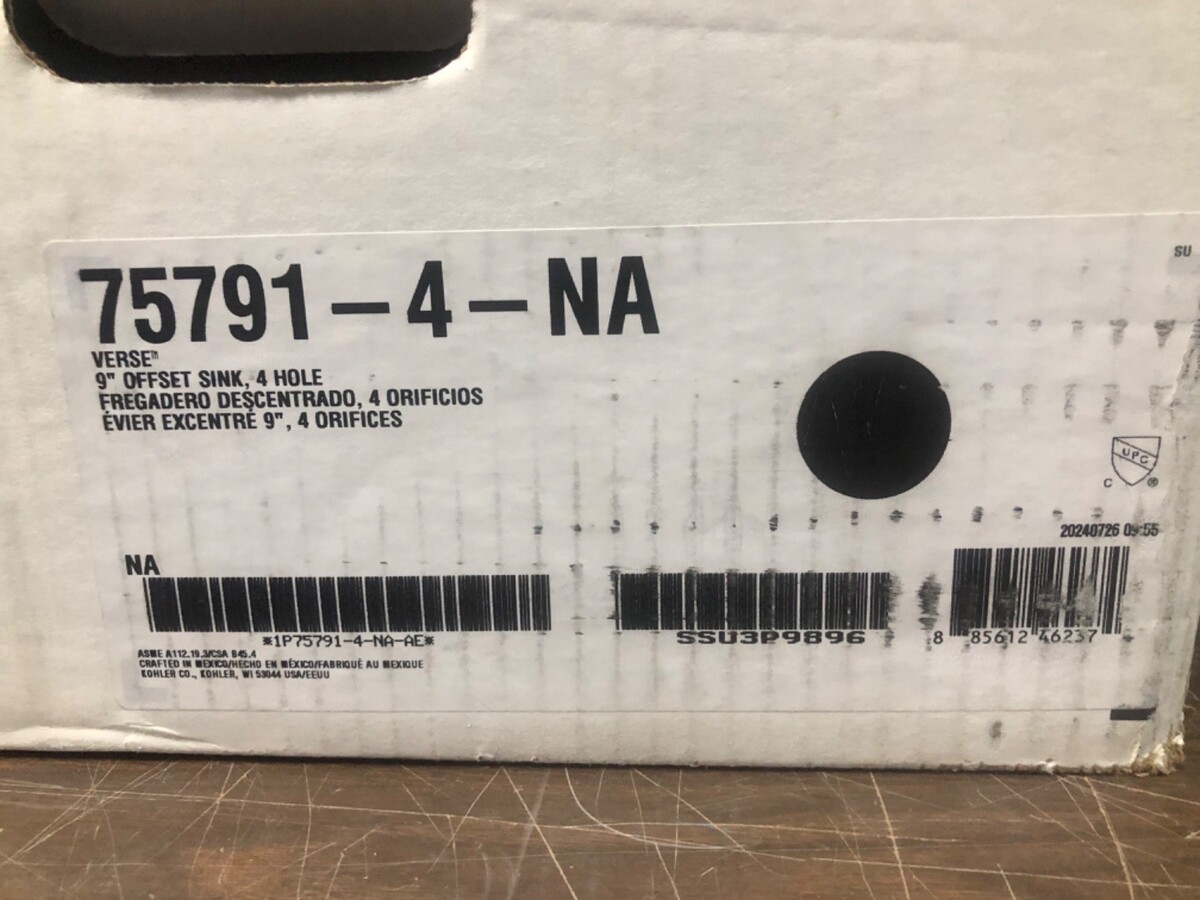 75791-4-NA
SU
VERSE™
9" OFFSET SINK, 4 HOLE
FREGADERO DESCENTRADO, 4 ORIFICIOS
ÉVIER EXCENTRÉ 9", 4 ORIFICES
UPC
C ®
20240726 09:55
NA
*1P75791-4-NA-AE*
SSU3P9896
8 85612 46237
ASME A112.19.3/CSA B45.4
CRAFTED IN MEXICO/HECHO EN MÉXICO/FABRIQUÉ AU MEXIQUE
KOHLER CO., KOHLER, WI 53044 USA/EEUU